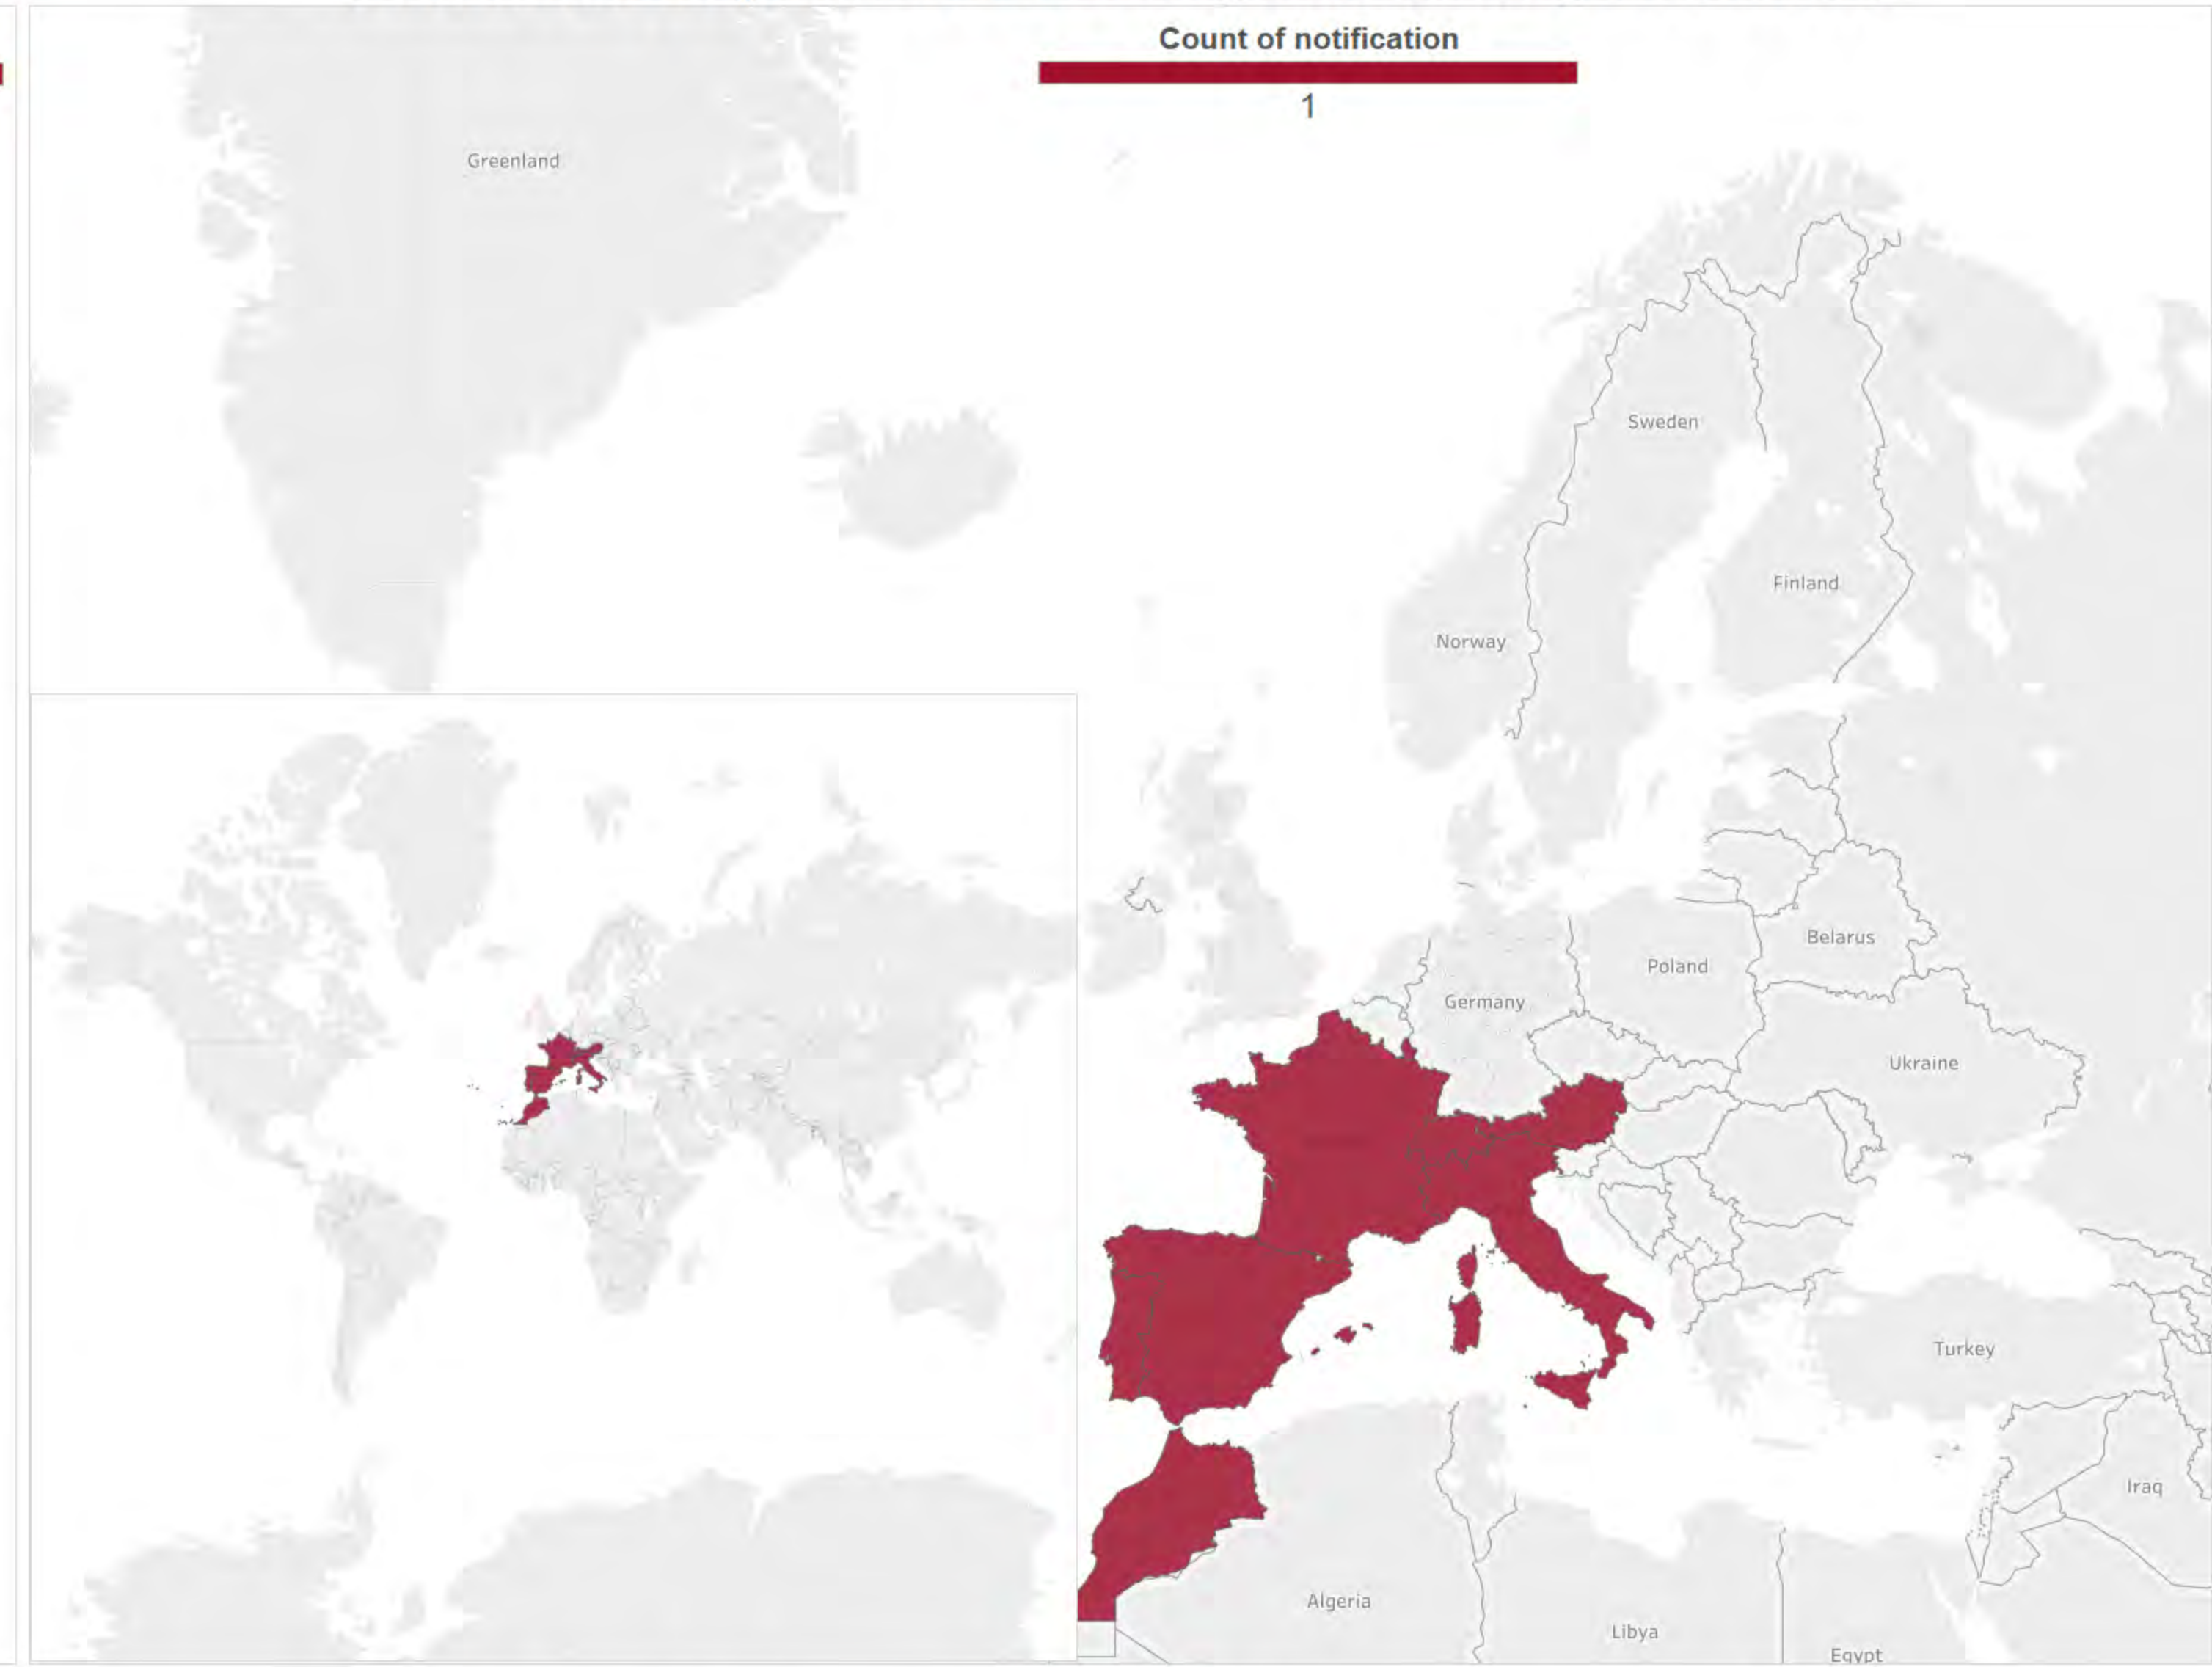 Count of notification
1
Greenland
Sweden
Finland
Norway
Belarus
Poland
Germany
Ukraine
Turkey
Iraq
Algeria
Libya
Egypt